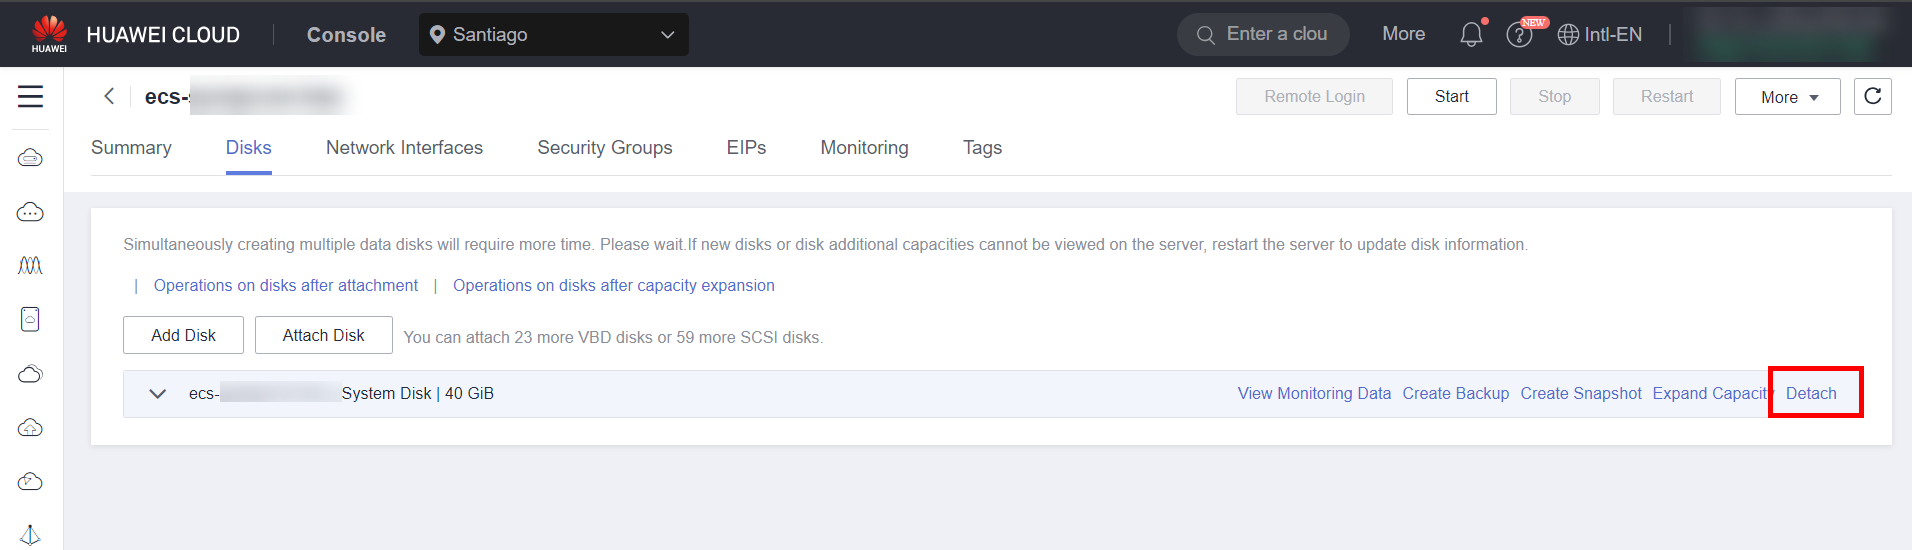 HUAWEI
HUAWEI CLOUD
Console
Santiago
Enter a clou
More
NEW
Intl-EN
ecs-
Remote Login
Start
Stop
Restart
More
Summary
Disks
Network Interfaces
Security Groups
EIPs
Monitoring
Tags
Simultaneously creating multiple data disks will require more time. Please wait.If new disks or disk additional capacities cannot be viewed on the server, restart the server to update disk information.
| Operations on disks after attachment | Operations on disks after capacity expansion
Add Disk
Attach Disk
You can attach 23 more VBD disks or 59 more SCSI disks.
ecs- System Disk | 40 GiB
View Monitoring Data
Create Backup
Create Snapshot
Expand Capacity
Detach